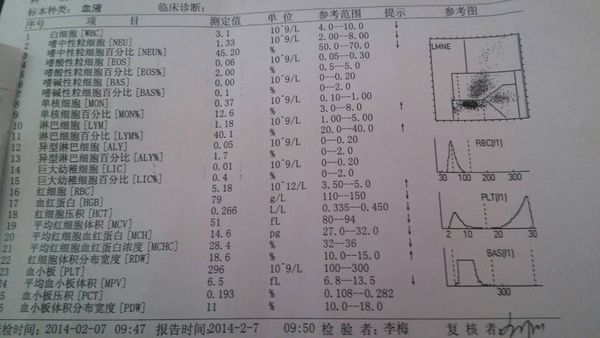 标本种类: 血液 临床诊断:
序号 项 目 测定值 单 位 参考范围 提示 参考图
1 白细胞 [WBC] 3.1 10^9/L 4.0--10.0 ↓
2 嗜中性粒细胞 [NEU] 1.33 10^9/L 2.00--8.00 ↓
3 嗜中性粒细胞百分比 [NEU%] 45.20 % 50.0--70.0 ↓
4 嗜酸性粒细胞 [EOS] 0.06 10^9/L 0.05--0.30
5 嗜酸性粒细胞百分比 [EOS%] 2.00 % 0.5--5.0
6 嗜碱性粒细胞 [BAS] 0.00 10^9/L 0--0.20
7 嗜碱性粒细胞百分比 [BAS%] 0.1 % 0--2.0
8 单核细胞 [MON] 0.37 10^9/L 0.10--1.00
9 单核细胞百分比 [MON%] 12.6 % 3.0--8.0 ↑
10 淋巴细胞 [LYM] 1.18 10^9/L 1.00--5.00
11 淋巴细胞百分比 [LYM%] 40.1 % 20.0--40.0 ↑
12 异型淋巴细胞 [ALY] 0.05 10^9/L 0--0.20
13 异型淋巴细胞百分比 [ALY%] 1.7 % 0--2.0
14 巨大幼稚细胞 [LIC] 0.01 10^9/L 0--0.20
15 巨大幼稚细胞百分比 [LIC%] 0.4 % 0--2.0
16 红细胞 [RBC] 5.18 10^12/L 3.50--5.0 ↑
17 血红蛋白 [HGB] 79 g/L 110--150 ↓
18 红细胞压积 [HCT] 0.266 L/L 0.335--0.450 ↓
19 平均红细胞体积 [MCV] 51 fL 80--94 ↓
20 平均红细胞血红蛋白 [MCH] 14.6 pg 27.0--32.0 ↓
21 平均红细胞血红蛋白浓度 [MCHC] 28.4 % 32--36 ↓
22 红细胞体积分布宽度 [RDW] 18.6 % 10.0--15.0 ↑
23 血小板 [PLT] 296 10^9/L 100--300
24 平均血小板体积 [MPV] 6.5 fL 6.8--13.5 ↓
5 血小板压积 [PCT] 0.193 % 0.108--0.282
6 血小板体积分布宽度 [PDW] 11 % 10.0--18.0
LMNE
RBC(f1)
30 100 300
PLT(f1)
2 10 30
BAS(f1)
300
检时间: 2014-02-07 09:47 报告时间:2014-2-7 09:50 检 验 者: 李梅 复 核 者: